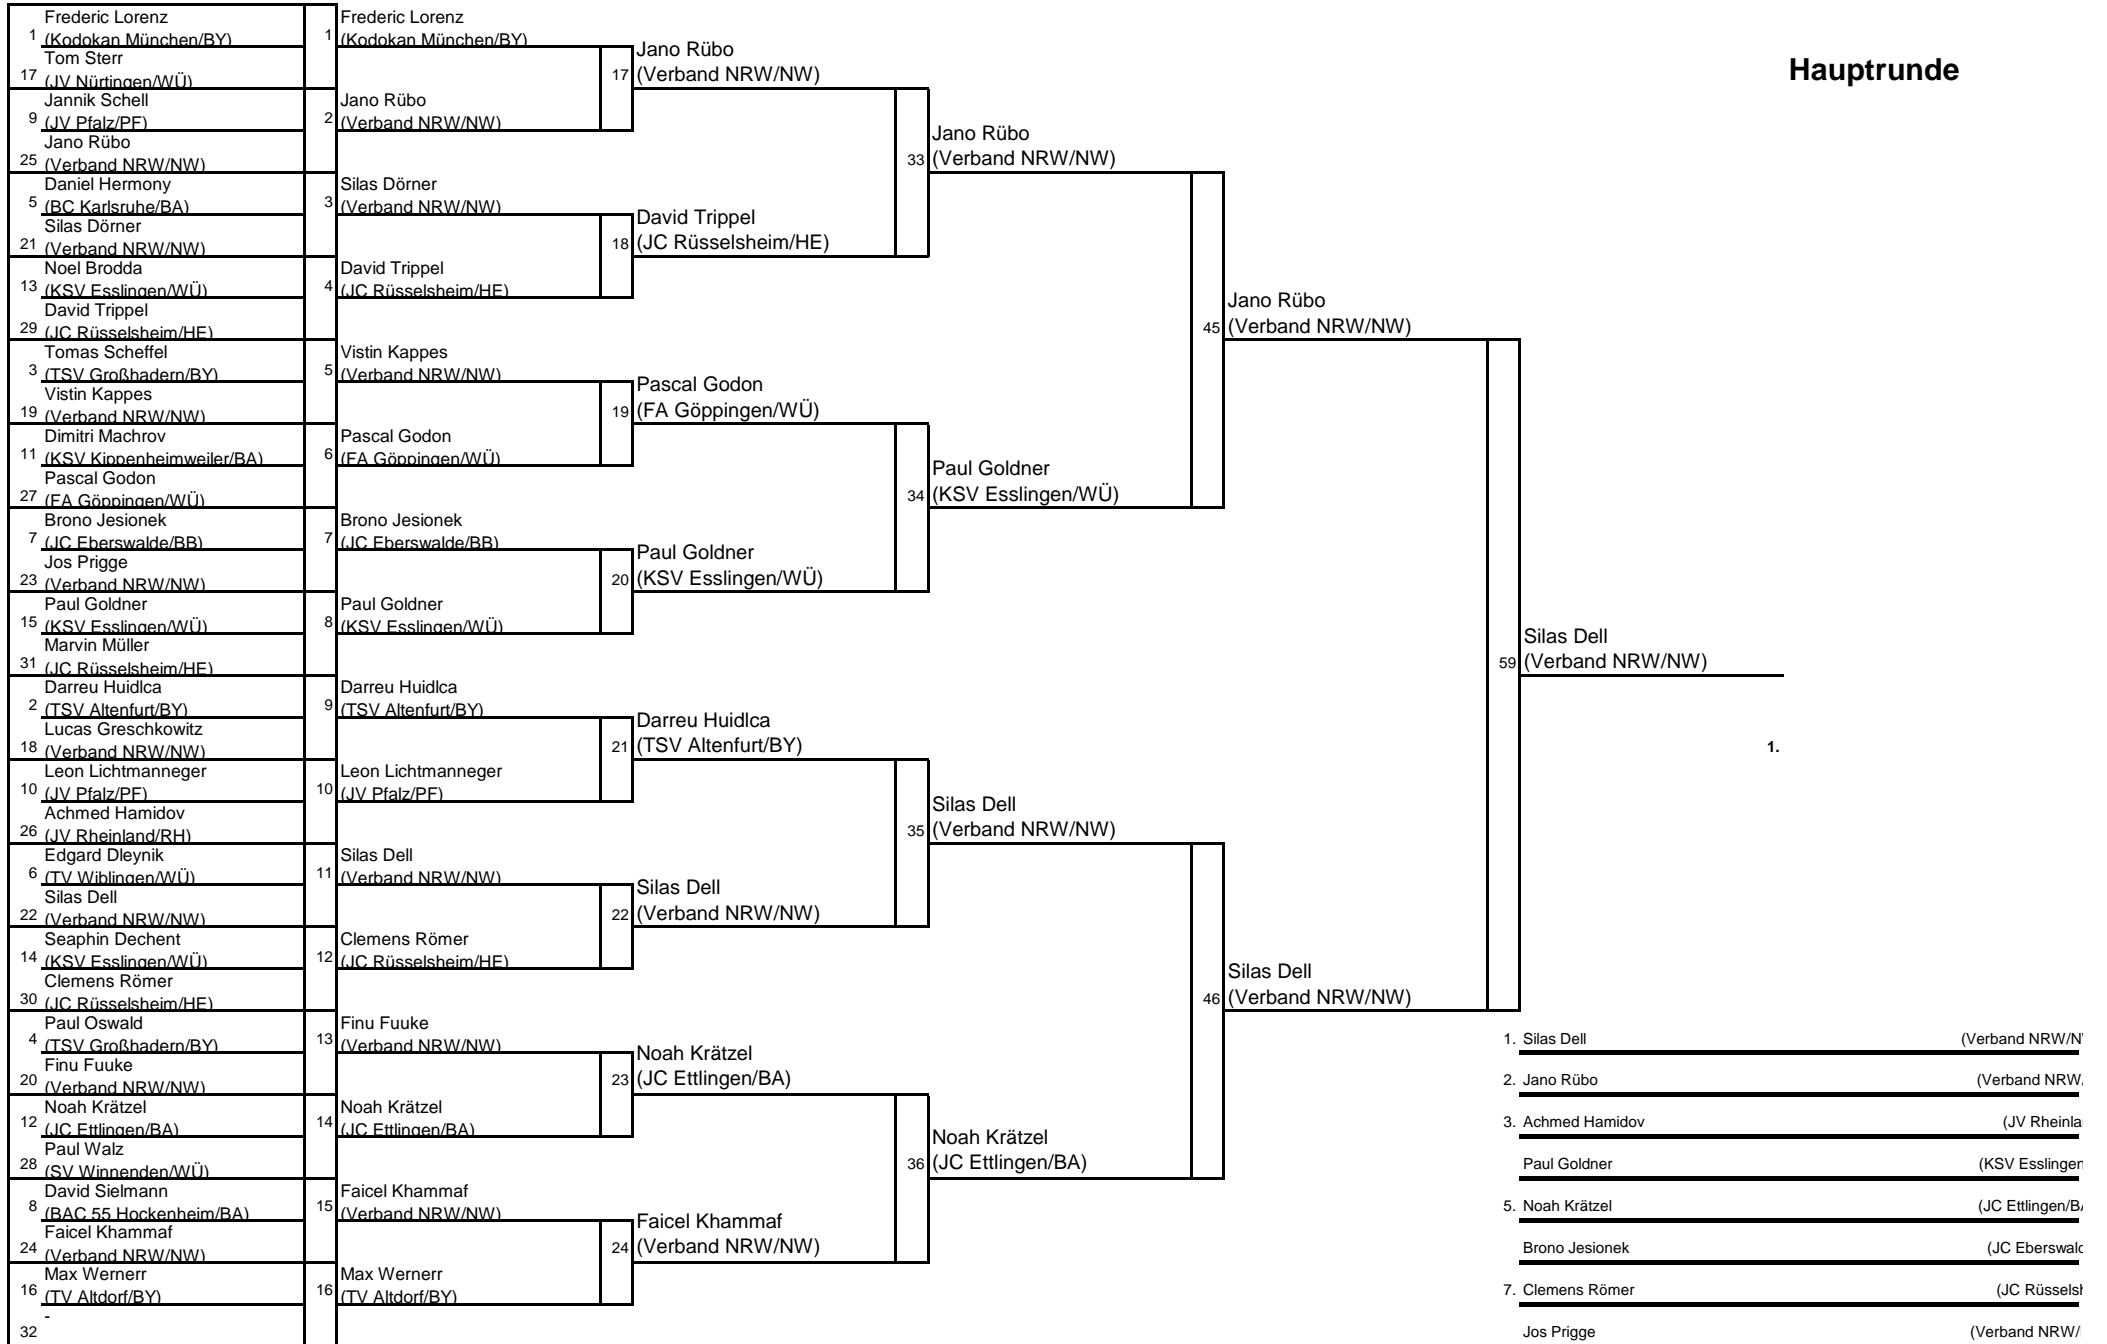 Hauptrunde
Frederic Lorenz
1 (Kodokan München/BY)
Tom Sterr
17 (JV Nürtingen/WÜ)
Jannik Schell
9 (JV Pfalz/PF)
Jano Rübo
25 (Verband NRW/NW)
Daniel Hermony
5 (BC Karlsruhe/BA)
Silas Dörner
21 (Verband NRW/NW)
Noel Brodda
13 (KSV Esslingen/WÜ)
David Trippel
29 (JC Rüsselsheim/HE)
Tomas Scheffel
3 (TSV Großhadern/BY)
Vistin Kappes
19 (Verband NRW/NW)
Dimitri Machrov
11 (KSV Kippenheimweiler/BA)
Pascal Godon
27 (FA Göppingen/WÜ)
Brono Jesionek
7 (JC Eberswalde/BB)
Jos Prigge
23 (Verband NRW/NW)
Paul Goldner
15 (KSV Esslingen/WÜ)
Marvin Müller
31 (JC Rüsselsheim/HE)
Darreu Huidlca
2 (TSV Altenfurt/BY)
Lucas Greschkowitz
18 (Verband NRW/NW)
Leon Lichtmanneger
10 (JV Pfalz/PF)
Achmed Hamidov
26 (JV Rheinland/RH)
Edgard Dleynik
6 (TV Wiblingen/WÜ)
Silas Dell
22 (Verband NRW/NW)
Seaphin Dechent
14 (KSV Esslingen/WÜ)
Clemens Römer
30 (JC Rüsselsheim/HE)
Paul Oswald
4 (TSV Großhadern/BY)
Finu Fuuke
20 (Verband NRW/NW)
Noah Krätzel
12 (JC Ettlingen/BA)
Paul Walz
28 (SV Winnenden/WÜ)
David Sielmann
8 (BAC 55 Hockenheim/BA)
Faicel Khammaf
24 (Verband NRW/NW)
Max Wernerr
16 (TV Altdorf/BY)
-
32
Frederic Lorenz
1 (Kodokan München/BY)
Jano Rübo
2 (Verband NRW/NW)
Silas Dörner
3 (Verband NRW/NW)
David Trippel
4 (JC Rüsselsheim/HE)
Vistin Kappes
5 (Verband NRW/NW)
Pascal Godon
6 (FA Göppingen/WÜ)
Brono Jesionek
7 (JC Eberswalde/BB)
Paul Goldner
8 (KSV Esslingen/WÜ)
Darreu Huidlca
9 (TSV Altenfurt/BY)
Leon Lichtmanneger
10 (JV Pfalz/PF)
Silas Dell
11 (Verband NRW/NW)
Clemens Römer
12 (JC Rüsselsheim/HE)
Finu Fuuke
13 (Verband NRW/NW)
Noah Krätzel
14 (JC Ettlingen/BA)
Faicel Khammaf
15 (Verband NRW/NW)
Max Wernerr
16 (TV Altdorf/BY)
Jano Rübo
17 (Verband NRW/NW)
David Trippel
18 (JC Rüsselsheim/HE)
Pascal Godon
19 (FA Göppingen/WÜ)
Paul Goldner
20 (KSV Esslingen/WÜ)
Darreu Huidlca
21 (TSV Altenfurt/BY)
Silas Dell
22 (Verband NRW/NW)
Noah Krätzel
23 (JC Ettlingen/BA)
Faicel Khammaf
24 (Verband NRW/NW)
Jano Rübo
33 (Verband NRW/NW)
Paul Goldner
34 (KSV Esslingen/WÜ)
Silas Dell
35 (Verband NRW/NW)
Noah Krätzel
36 (JC Ettlingen/BA)
Jano Rübo
45 (Verband NRW/NW)
Silas Dell
46 (Verband NRW/NW)
Silas Dell
59 (Verband NRW/NW)
1.
1. Silas Dell (Verband NRW/N
2. Jano Rübo (Verband NRW/
3. Achmed Hamidov (JV Rheinla
Paul Goldner (KSV Esslingen
5. Noah Krätzel (JC Ettlingen/B
Brono Jesionek (JC Eberswald
7. Clemens Römer (JC Rüssels
Jos Prigge (Verband NRW/